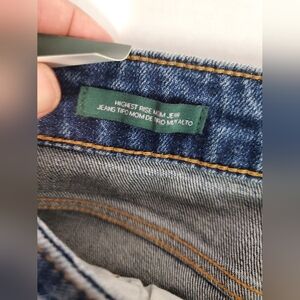 HIGHEST RISE MOM JEAN
JEANS TIPO MOM DE TIRO MUY ALTO